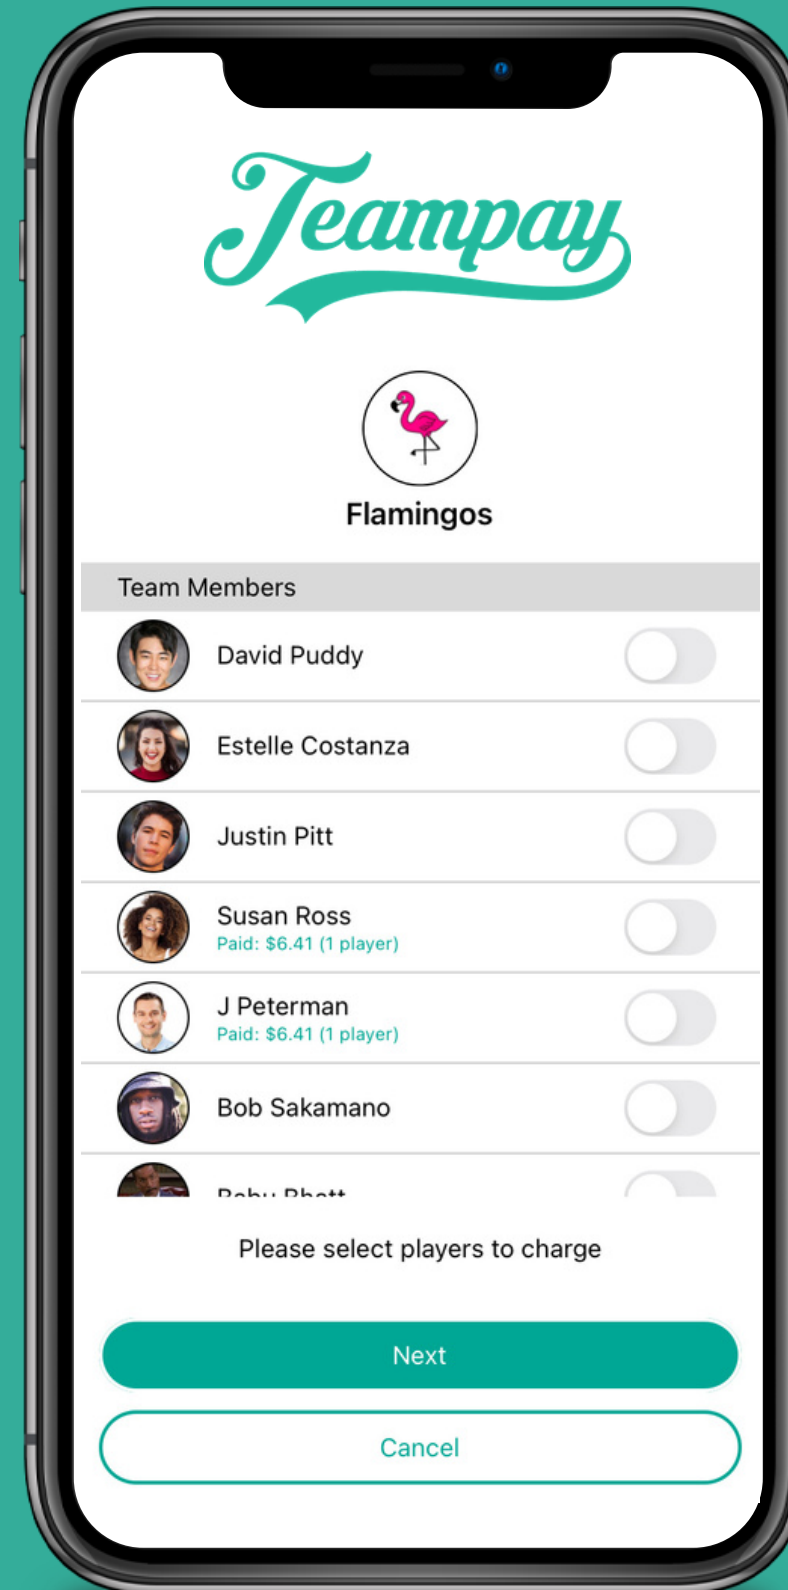 Teampay
Flamingos
Team Members
David Puddy
Estelle Costanza
Justin Pitt
Susan Ross
Paid: $6.41 (1 player)
J Peterman
Paid: $6.41 (1 player)
Bob Sakamano
Please select players to charge
Next
Cancel